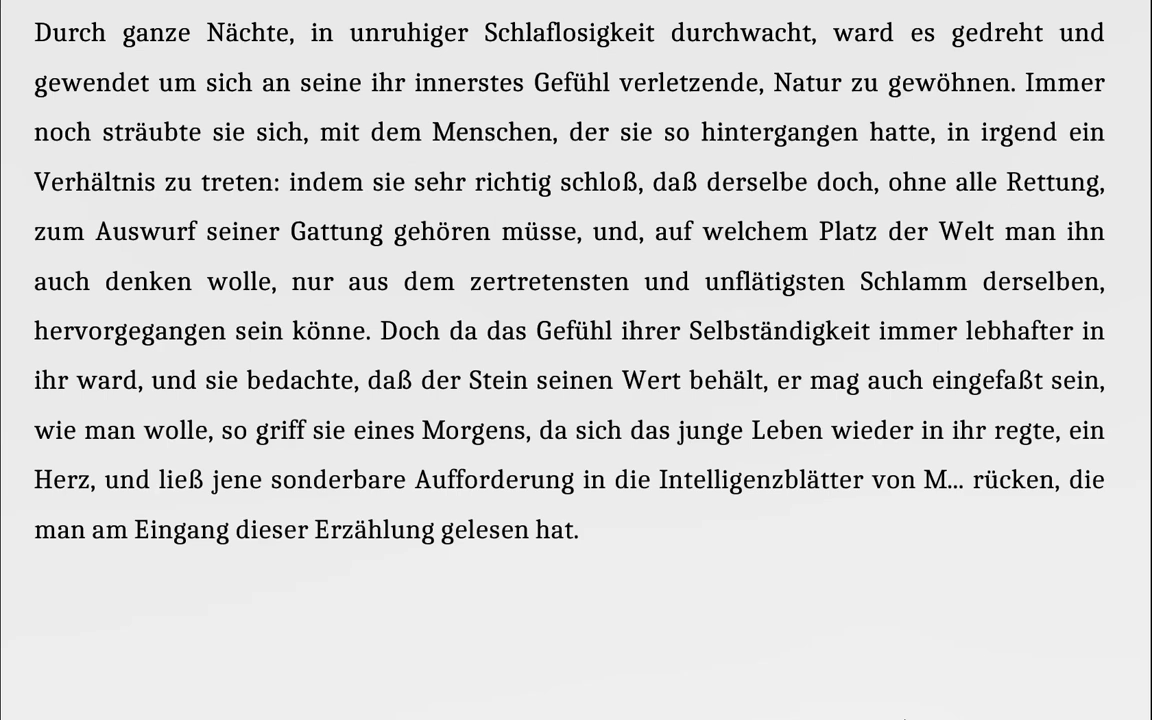 Durch ganze Nächte, in unruhiger Schlaflosigkeit durchwacht, ward es gedreht und
gewendet um sich an seine ihr innerstes Gefühl verletzende, Natur zu gewöhnen. Immer
noch sträubte sie sich, mit dem Menschen, der sie so hintergangen hatte, in irgend ein
Verhältnis zu treten: indem sie sehr richtig schloß, daß derselbe doch, ohne alle Rettung,
zum Auswurf seiner Gattung gehören müsse, und, auf welchem Platz der Welt man ihn
auch denken wolle, nur aus dem zertretensten und unflätigsten Schlamm derselben,
hervorgegangen sein könne. Doch da das Gefühl ihrer Selbständigkeit immer lebhafter in
ihr ward, und sie bedachte, daß der Stein seinen Wert behält, er mag auch eingefaßt sein,
wie man wolle, so griff sie eines Morgens, da sich das junge Leben wieder in ihr regte, ein
Herz, und ließ jene sonderbare Aufforderung in die Intelligenzblätter von M... rücken, die
man am Eingang dieser Erzählung gelesen hat.